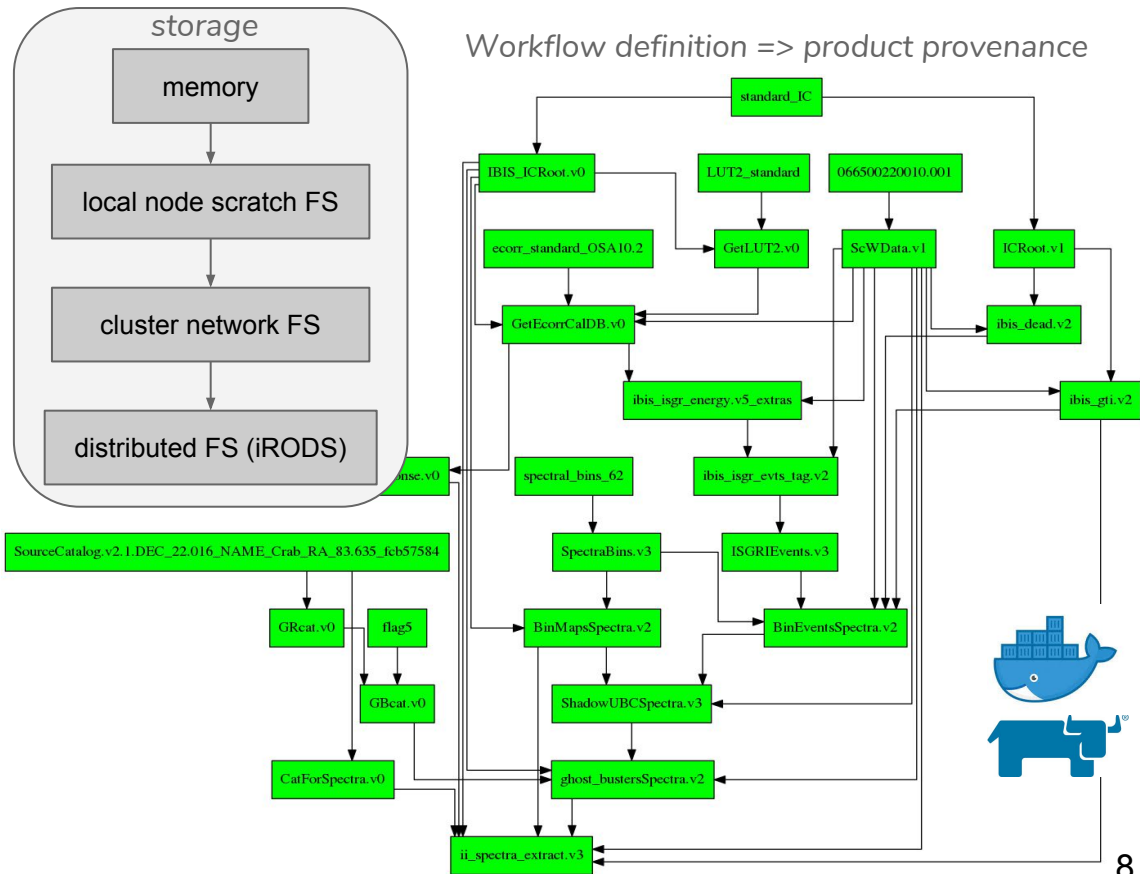 storage
Workflow definition => product provenance
memory
local node scratch FS
cluster network FS
distributed FS (iRODS)
standard_IC
IBIS_ICRoot.v0
LUT2_standard
066500220010.001
ecorr_standard_OSA10.2
GetLUT2.v0
ScWData.v1
ICRoot.v1
GetEcorrCalDB.v0
ibis_dead.v2
ibis_isgr_energy.v5_extras
ibis_gti.v2
onse.v0
spectral_bins_62
ibis_isgr_evts_tag.v2
SourceCatalog.v2.1.DEC_22.016_NAME_Crab_RA_83.635_fcb57584
SpectraBins.v3
ISGRIEvents.v3
GRcat.v0
flag5
BinMapsSpectra.v2
BinEventsSpectra.v2
GBcat.v0
ShadowUBCSpectra.v3
CatForSpectra.v0
ghost_bustersSpectra.v2
ii_spectra_extract.v3
8